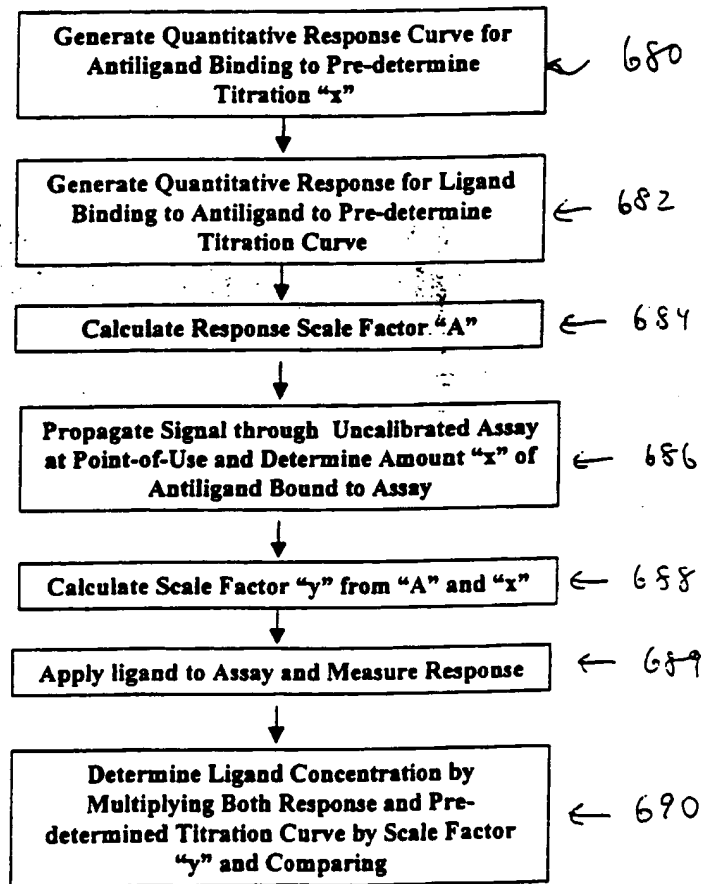 Generate Quantitative Response Curve for
Antiligand Binding to Pre-determine
Titration “x”
680
Generate Quantitative Response for Ligand
Binding to Antiligand to Pre-determine
Titration Curve
682
Calculate Response Scale Factor “A”
684
Propagate Signal through Uncalibrated Assay
at Point-of-Use and Determine Amount “x” of
Antiligand Bound to Assay
686
Calculate Scale Factor “y” from “A” and “x”
688
Apply ligand to Assay and Measure Response
689
Determine Ligand Concentration by
Multiplying Both Response and Pre-
determined Titration Curve by Scale Factor
“y” and Comparing
690